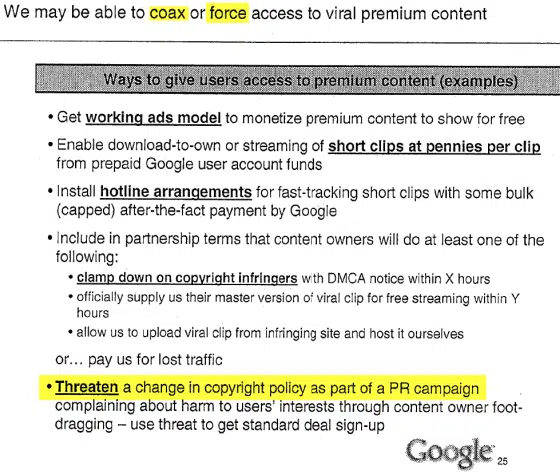 We may be able to coax or force access to viral premium content
Ways to give users access to premium content (examples)
• Get working ads model to monetize premium content to show for free
• Enable download-to-own or streaming of short clips at pennies per clip
from prepaid Google user account funds
• Install hotline arrangements for fast-tracking short clips with some bulk
(capped) after-the-fact payment by Google
• Include in partnership terms that content owners will do at least one of the
following:
• clamp down on copyright infringers with DMCA notice within X hours
• officially supply us their master version of viral clip for free streaming within Y
hours
• allow us to upload viral clip from infringing site and host it ourselves
or... pay us for lost traffic
• Threaten a change in copyright policy as part of a PR campaign
complaining about harm to users' interests through content owner foot-
dragging – use threat to get standard deal sign-up
Google 25